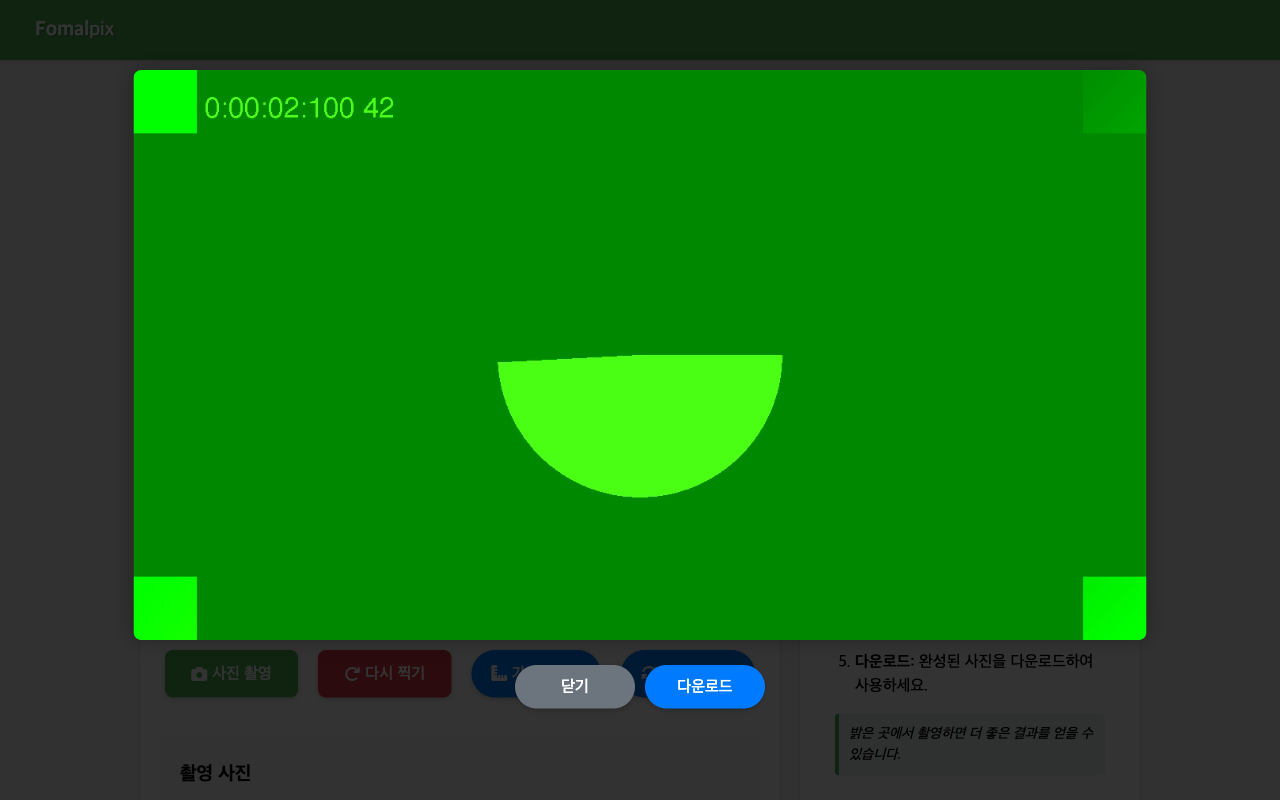 Fomalpix
0:00:02:100 42
사진 촬영
다시 찍기
닫기
다운로드
5. 다운로드: 완성된 사진을 다운로드하여
사용하세요.
밝은 곳에서 촬영하면 더 좋은 결과를 얻을 수
있습니다.
촬영 사진